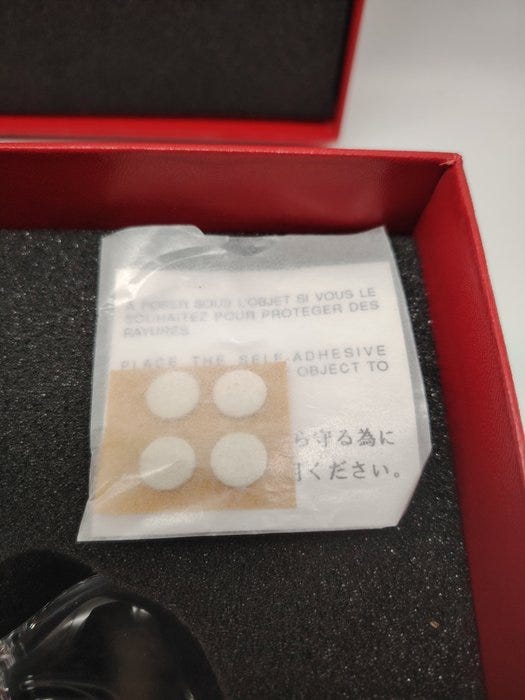 A POSER SOUS L'OBJET SI VOUS LE
SOUHAITEZ POUR PROTEGER DES
RAYURES
PLACE THE SELF ADHESIVE
OBJECT TO
ら守る為に
ください。